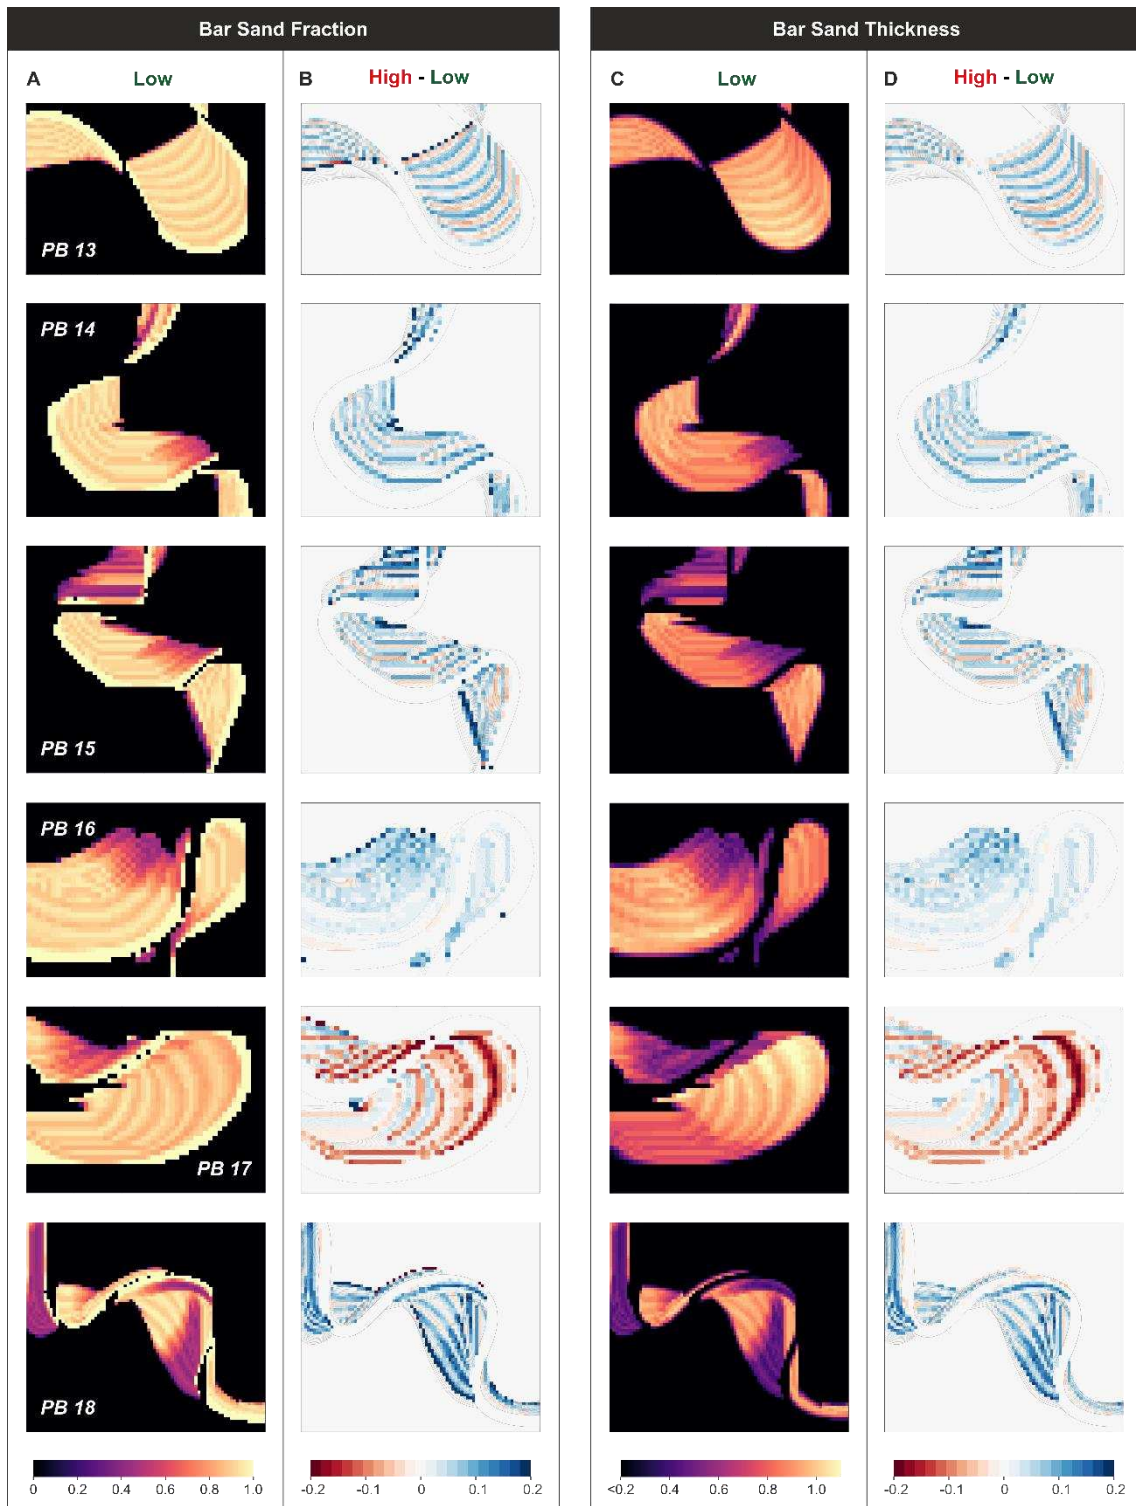 Bar Sand Fraction
Bar Sand Thickness
A Low
B High - Low
C Low
D High - Low
PB 13
PB 14
PB 15
PB 16
PB 17
PB 18
0 0.2 0.4 0.6 0.8 1.0
-0.2 -0.1 0 0.1 0.2
<0.2 0.4 0.6 0.8 1.0
-0.2 -0.1 0 0.1 0.2